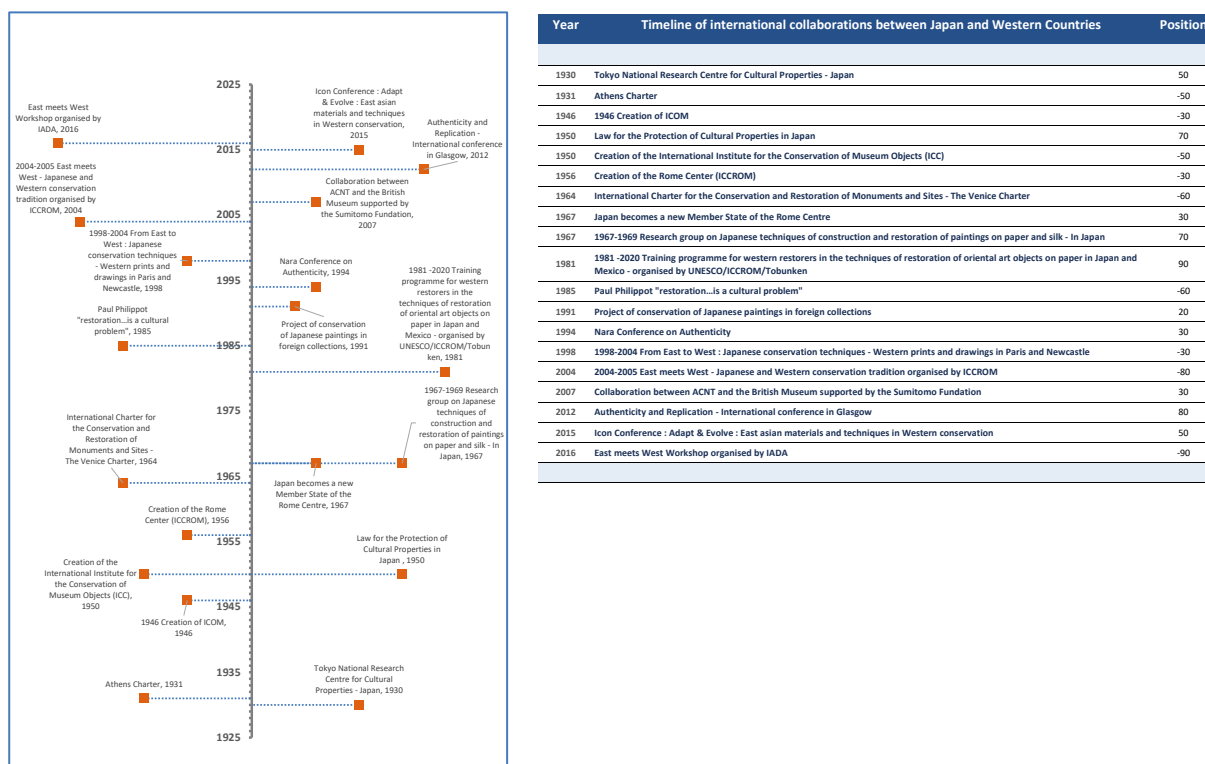 2025
Icon Conference : Adapt
& Evolve : East asian
materials and techniques
in Western conservation,
2015
East meets West
Workshop organised by
IADA, 2016
Authenticity and
Replication -
International conference
in Glasgow, 2012
2015
2004-2005 East meets
West - Japanese and
Western conservation
tradition organised by
ICCROM, 2004
Collaboration between
ACNT and the British
Museum supported by
the Sumitomo Foundation,
2007
2005
1998-2004 From East to
West : Japanese
conservation techniques
- Western prints and
drawings in Paris and
Newcastle, 1998
Nara Conference on
Authenticity, 1994
1981 -2020 Training
programme for western
restorers in the
techniques of restoration
of oriental art objects on
paper in Japan and
Mexico - organised by
UNESCO/ICCROM/Tobun
ken, 1981
1995
Paul Philippot
"restoration...is a cultural
problem", 1985
Project of conservation
of Japanese paintings in
foreign collections, 1991
1985
1967-1969 Research
group on Japanese
techniques of
construction and
restoration of paintings
on paper and silk - In
Japan, 1967
1975
International Charter for
the Conservation and
Restoration of
Monuments and Sites -
The Venice Charter, 1964
1965
Japan becomes a new
Member State of the
Rome Centre, 1967
Creation of the Rome
Center (ICCROM), 1956
1955
Law for the Protection of
Cultural Properties in
Japan , 1950
Creation of the
International Institute for
the Conservation of
Museum Objects (ICC),
1950
1945
1946 Creation of ICOM,
1946
1935
Tokyo National Research
Centre for Cultural
Properties - Japan, 1930
Athens Charter, 1931
1925
Year Timeline of international collaborations between Japan and Western Countries Position
1930 Tokyo National Research Centre for Cultural Properties - Japan 50
1931 Athens Charter -50
1946 1946 Creation of ICOM -30
1950 Law for the Protection of Cultural Properties in Japan 70
1950 Creation of the International Institute for the Conservation of Museum Objects (ICC) -50
1956 Creation of the Rome Center (ICCROM) -30
1964 International Charter for the Conservation and Restoration of Monuments and Sites - The Venice Charter -60
1967 Japan becomes a new Member State of the Rome Centre 30
1967 1967-1969 Research group on Japanese techniques of construction and restoration of paintings on paper and silk - In Japan 70
1981 1981 -2020 Training programme for western restorers in the techniques of restoration of oriental art objects on paper in Japan and 90
Mexico - organised by UNESCO/ICCROM/Tobunken
1985 Paul Philippot "restoration...is a cultural problem" -60
1991 Project of conservation of Japanese paintings in foreign collections 20
1994 Nara Conference on Authenticity 30
1998 1998-2004 From East to West : Japanese conservation techniques - Western prints and drawings in Paris and Newcastle -30
2004 2004-2005 East meets West - Japanese and Western conservation tradition organised by ICCROM -80
2007 Collaboration between ACNT and the British Museum supported by the Sumitomo Fundation 30
2012 Authenticity and Replication - International conference in Glasgow 80
2015 Icon Conference : Adapt & Evolve : East asian materials and techniques in Western conservation 50
2016 East meets West Workshop organised by IADA -90